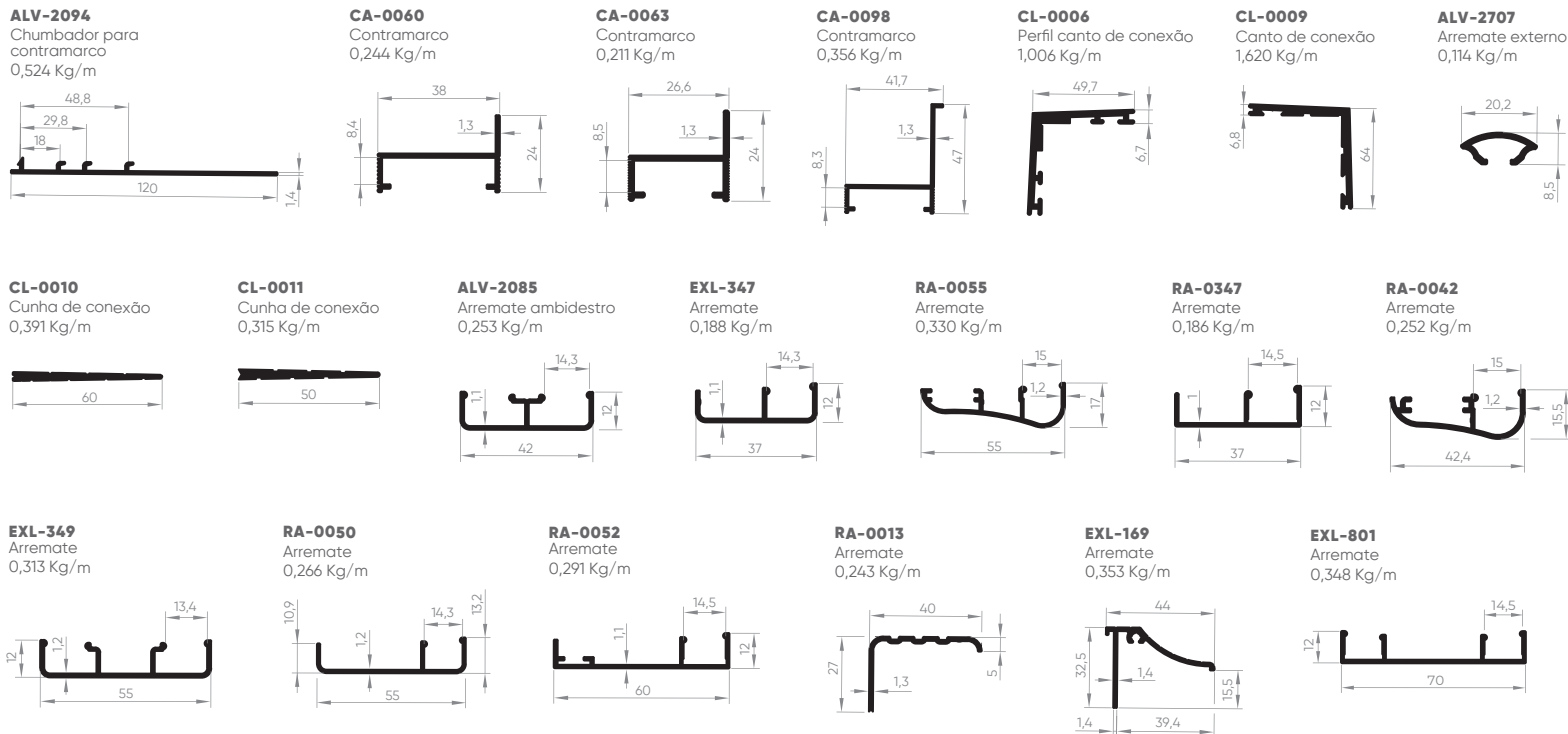 ALV-2094
Chumbador para
contramarco
0,524 Kg/m
48,8
29,8
18
120
1,4
CA-0060
Contramarco
0,244 Kg/m
38
8,4
1,3
24
CA-0063
Contramarco
0,211 Kg/m
26,6
8,5
1,3
24
CA-0098
Contramarco
0,356 Kg/m
41,7
1,3
8,3
47
CL-0006
Perfil canto de conexão
1,006 Kg/m
49,7
6,7
CL-0009
Canto de conexão
1,620 Kg/m
6,8
64
ALV-2707
Arremate externo
0,114 Kg/m
20,2
8,5
CL-0010
Cunha de conexão
0,391 Kg/m
60
CL-0011
Cunha de conexão
0,315 Kg/m
50
ALV-2085
Arremate ambidestro
0,253 Kg/m
14,3
1,1
12
42
EXL-347
Arremate
0,188 Kg/m
14,3
1,1
12
37
RA-0055
Arremate
0,330 Kg/m
15
1,2
17
55
RA-0347
Arremate
0,186 Kg/m
14,5
1
12
37
RA-0042
Arremate
0,252 Kg/m
15
1,2
15,5
42,4
EXL-349
Arremate
0,313 Kg/m
13,4
1,2
12
55
RA-0050
Arremate
0,266 Kg/m
10,9
1,2
14,3
13,2
55
RA-0052
Arremate
0,291 Kg/m
14,5
1,1
12
60
RA-0013
Arremate
0,243 Kg/m
40
27
5
1,3
EXL-169
Arremate
0,353 Kg/m
44
32,5
1,4
15,5
1,4
39,4
EXL-801
Arremate
0,348 Kg/m
14,5
12
70